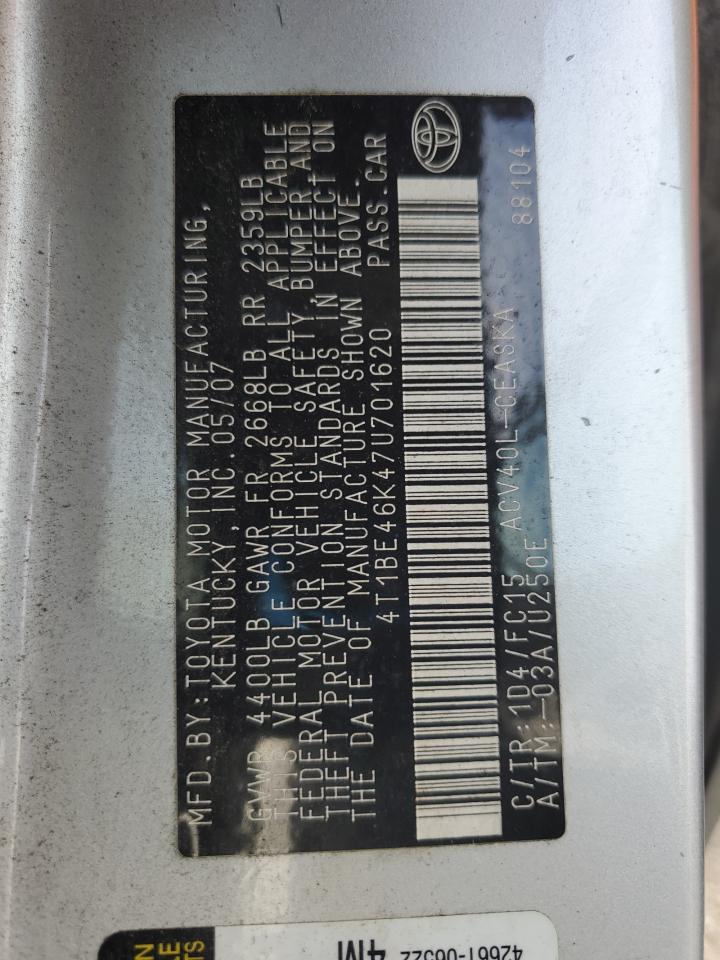 MFD.BY:TOYOTA MOTOR MANUFACTURING,
KENTUCKY,INC.05/07
GVWR 4400LB GAWR FR 2668LB RR 2359LB
THIS VEHICLE CONFORMS TO ALL APPLICABLE
FEDERAL MOTOR VEHICLE SAFETY,BUMPER AND
THEFT PREVENTION STANDARDS IN EFFECT ON
THE DATE OF MANUFACTURE SHOWN ABOVE.
4T1BE46K47U701620 PASS.CAR
C/TR:1D4/FC15 ACV40L-CEASKA 88104
A/TM:-03A/U250E
4M